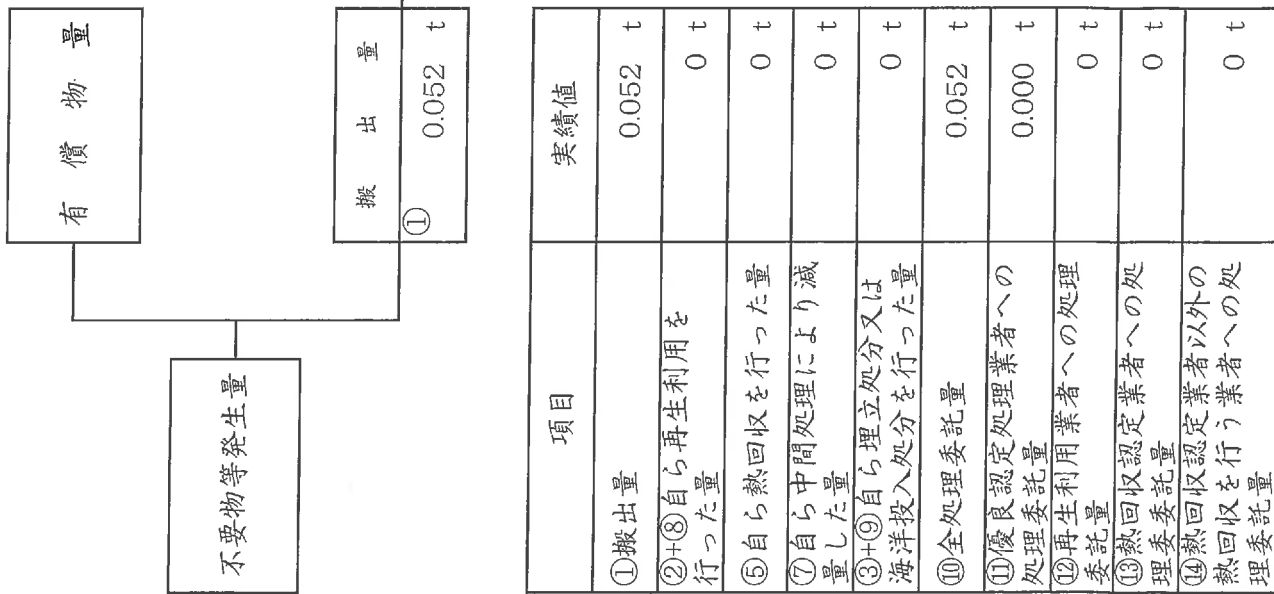 有償物量
不要物等発生量
搬出量
① 0.052 t
項目 実績値
①搬出量 0.052 t
②+⑧自ら再生利用を
行った量 0 t
⑤自ら熱回収を行った量 0 t
⑦自ら中間処理により減
量した量 0 t
③+⑨自ら埋立処分又は
海洋投入処分を行った量 0 t
⑩全処理委託量 0.052 t
⑪優良認定処理業者への
処理委託量 0.000 t
⑫再生利用業者への処理
委託量 0 t
⑬熱回収認定業者への処
理委託量 0 t
⑭熱回収認定業者以外の
熱回収を行う業者への処
理委託量 0 t